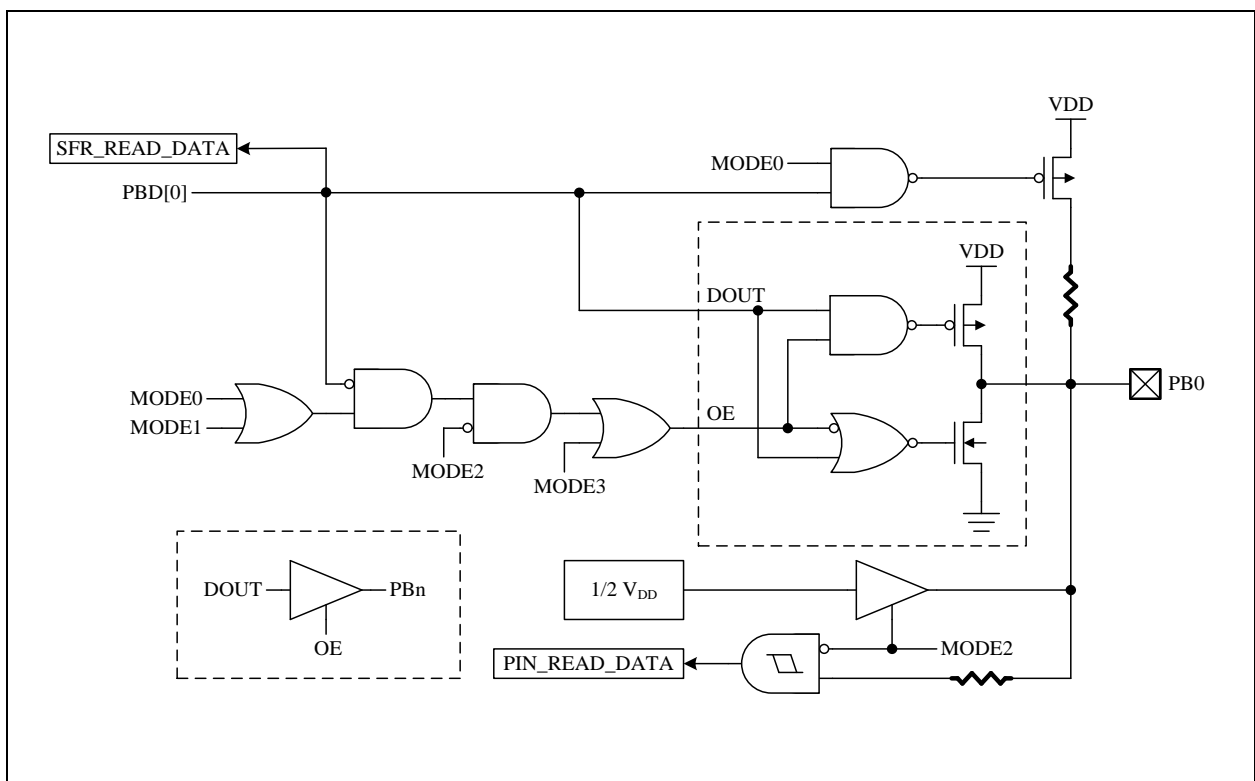 VDD
SFR_READ_DATA
MODE0
PBD[0]
VDD
DOUT
PB0
MODE0
MODE1
OE
MODE2
MODE3
1/2 VDD
DOUT
PBn
OE
MODE2
PIN_READ_DATA